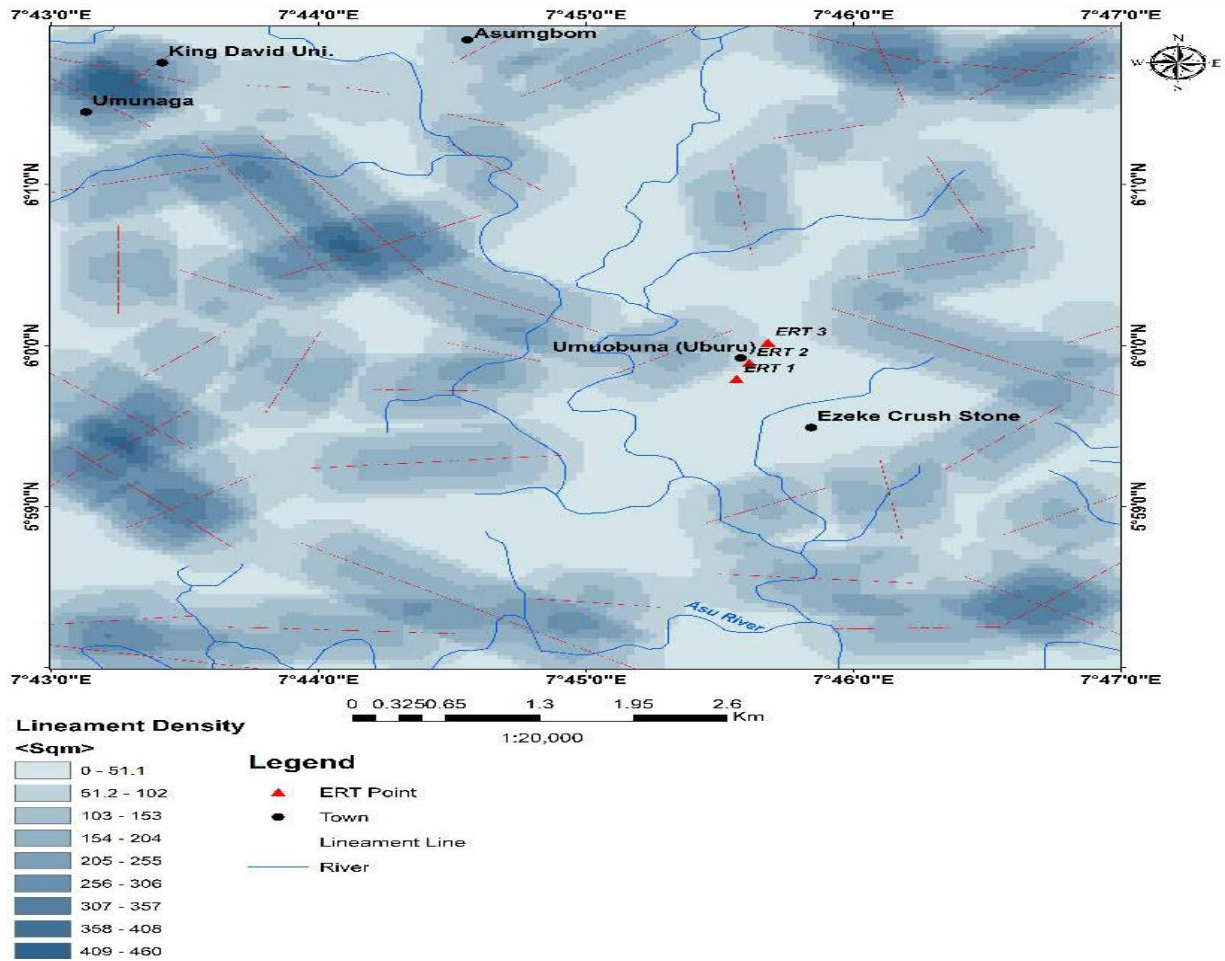 7°43'0"E 7°44'0"E 7°45'0"E 7°46'0"E 7°47'0"E
Asumgbom
King David Uni.
Umunaga
N
W E
S
6°1'0"N 6°1'0"N
ERT 3
Umuobuna (Uburu) ERT 2
ERT 1
6°0'0"N 6°0'0"N
Ezeke Crush Stone
5°59'0"N 5°59'0"N
Asu River
7°43'0"E 7°44'0"E 7°45'0"E 7°46'0"E 7°47'0"E
0 0.3250.65 1.3 1.95 2.6
Km
1:20,000
Lineament Density
<Sqm>
0 - 51.1
51.2 - 102
103 - 153
154 - 204
205 - 255
256 - 306
307 - 357
358 - 408
409 - 460
Legend
ERT Point
Town
Lineament Line
River